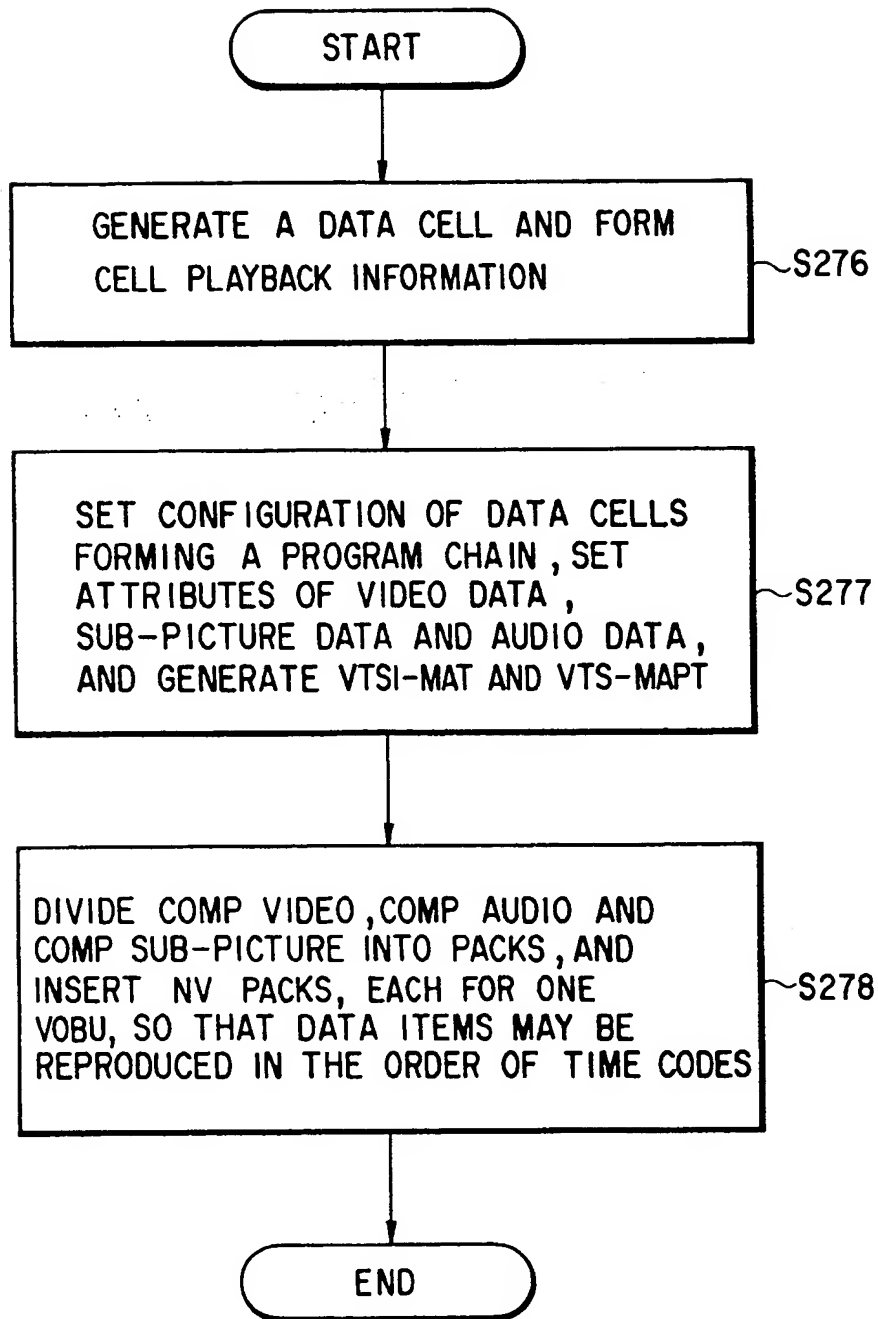 START
GENERATE A DATA CELL AND FORM
CELL PLAYBACK INFORMATION
S276
SET CONFIGURATION OF DATA CELLS
FORMING A PROGRAM CHAIN, SET
ATTRIBUTES OF VIDEO DATA,
SUB-PICTURE DATA AND AUDIO DATA,
AND GENERATE VTSI-MAT AND VTS-MAPT
S277
DIVIDE COMP VIDEO, COMP AUDIO AND
COMP SUB-PICTURE INTO PACKS, AND
INSERT NV PACKS, EACH FOR ONE
VOBU, SO THAT DATA ITEMS MAY BE
REPRODUCED IN THE ORDER OF TIME CODES
S278
END